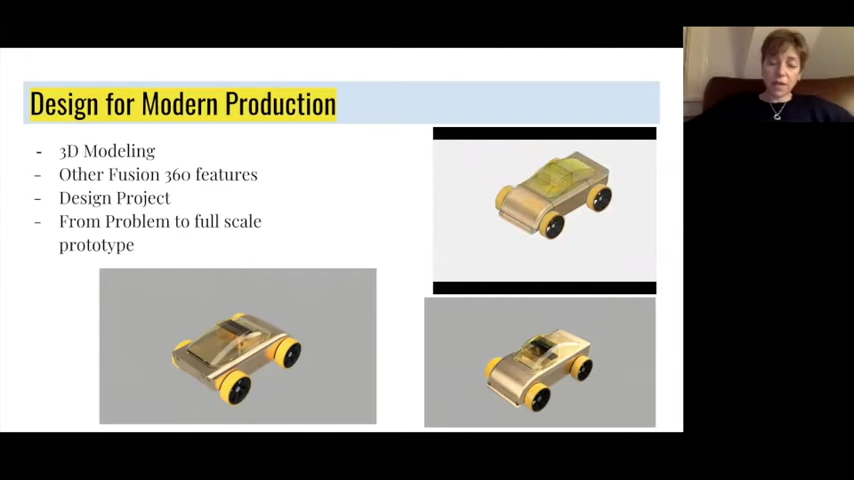 Design for Modern Production
- 3D Modeling
- Other Fusion 360 features
- Design Project
- From Problem to full scale
prototype